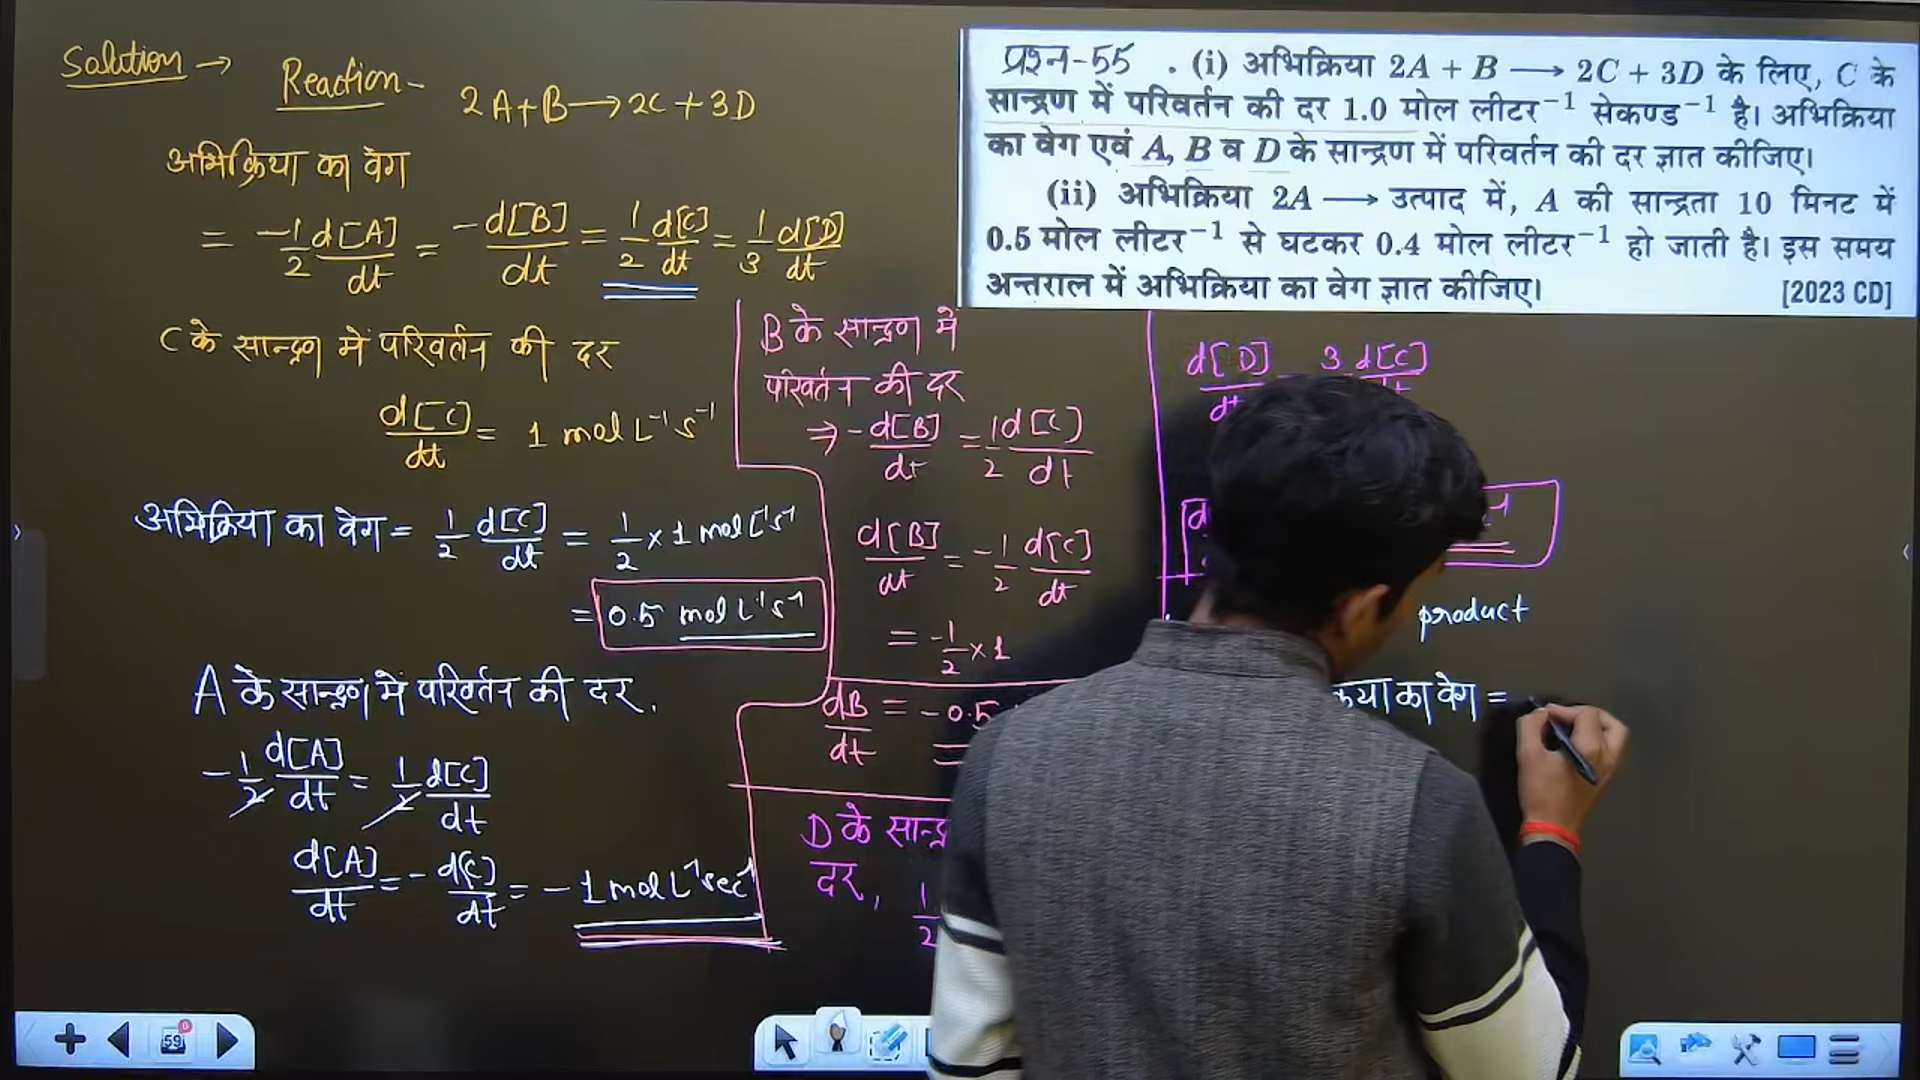 Solution →
Reaction - 2A+B → 2C+3D
अभिक्रिया का वेग
= -1/2 d[A]/dt = -d[B]/dt = 1/2 d[C]/dt = 1/3 d[D]/dt
C के सान्द्रण में परिवर्तन की दर
d[C]/dt = 1 mol L⁻¹ s⁻¹
अभिक्रिया का वेग = 1/2 d[C]/dt = 1/2 × 1 mol L⁻¹ s⁻¹
= 0.5 mol L⁻¹ s⁻¹
A के सान्द्रण में परिवर्तन की दर.
-1/2 d[A]/dt = 1/2 d[C]/dt
d[A]/dt = -d[C]/dt = -1 mol L⁻¹ sec⁻¹
B के सान्द्रण में
परिवर्तन की दर
⇒ -d[B]/dt = 1/2 d[C]/dt
d[B]/dt = -1/2 d[C]/dt
= -1/2 × 1
dB/dt = -0.5
D के
दर,
1/2
प्रश्न-55 . (i) अभिक्रिया 2A + B ⟶ 2C + 3D के लिए, C के
सान्द्रण में परिवर्तन की दर 1.0 मोल लीटर⁻¹ सेकण्ड⁻¹ है। अभिक्रिया
का वेग एवं A, B व D के सान्द्रण में परिवर्तन की दर ज्ञात कीजिए।
(ii) अभिक्रिया 2A ⟶ उत्पाद में, A की सान्द्रता 10 मिनट में
0.5 मोल लीटर⁻¹ से घटकर 0.4 मोल लीटर⁻¹ हो जाती है। इस समय
अन्तराल में अभिक्रिया का वेग ज्ञात कीजिए।
[2023 CD]
d[D]/dt 3 d[C]
product
का वेग =
59